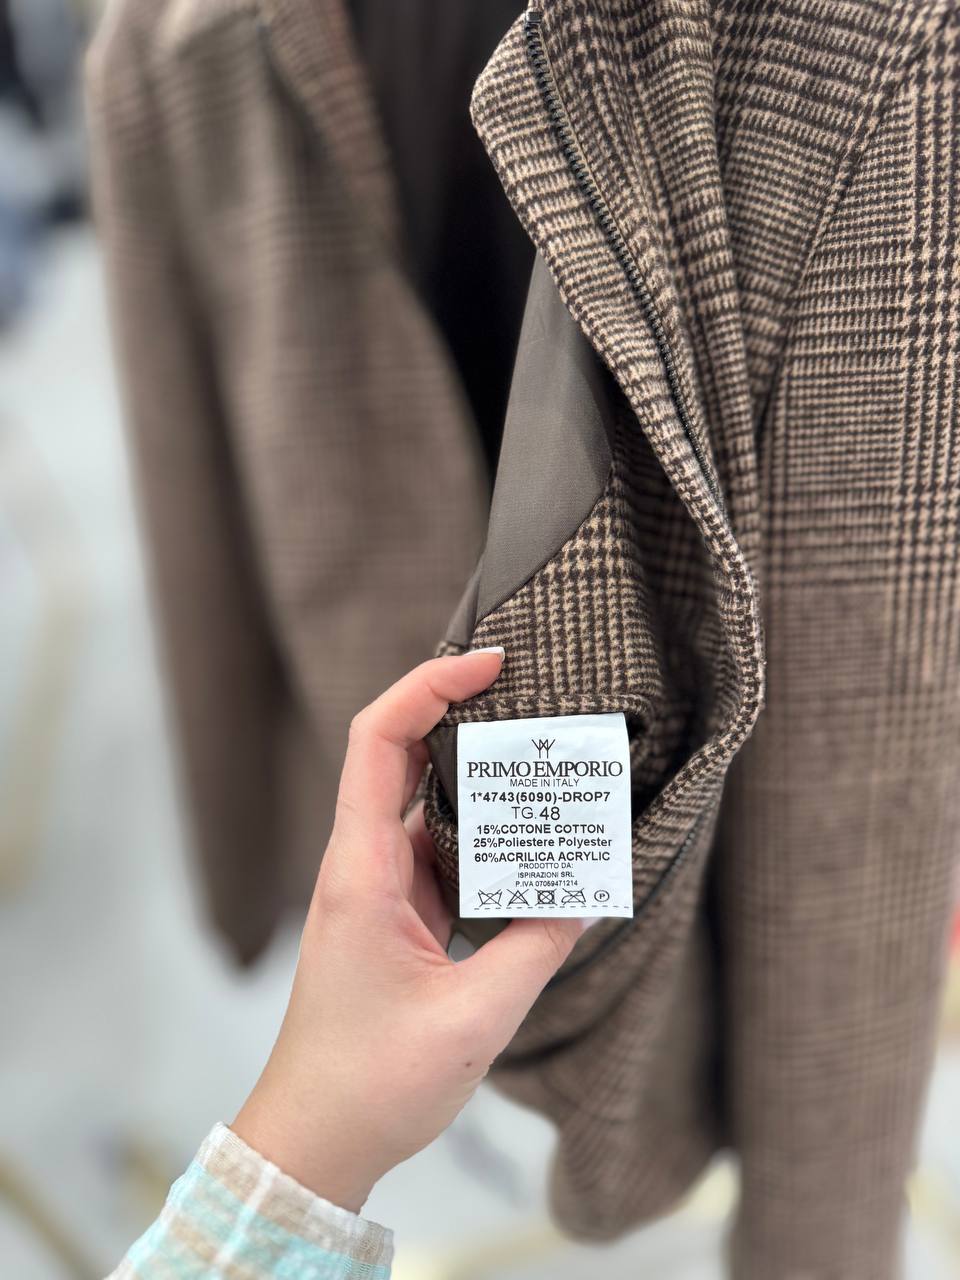 PRIMO EMPORIO
MADE IN ITALY
1*4743(5090)-DROP7
TG.48
15%COTONE COTTON
25%Poliestere Polyester
60%ACRILICA ACRYLIC
PRODOTTO DA:
ISPIRAZIONI SRL
P.IVA 07059471214
P